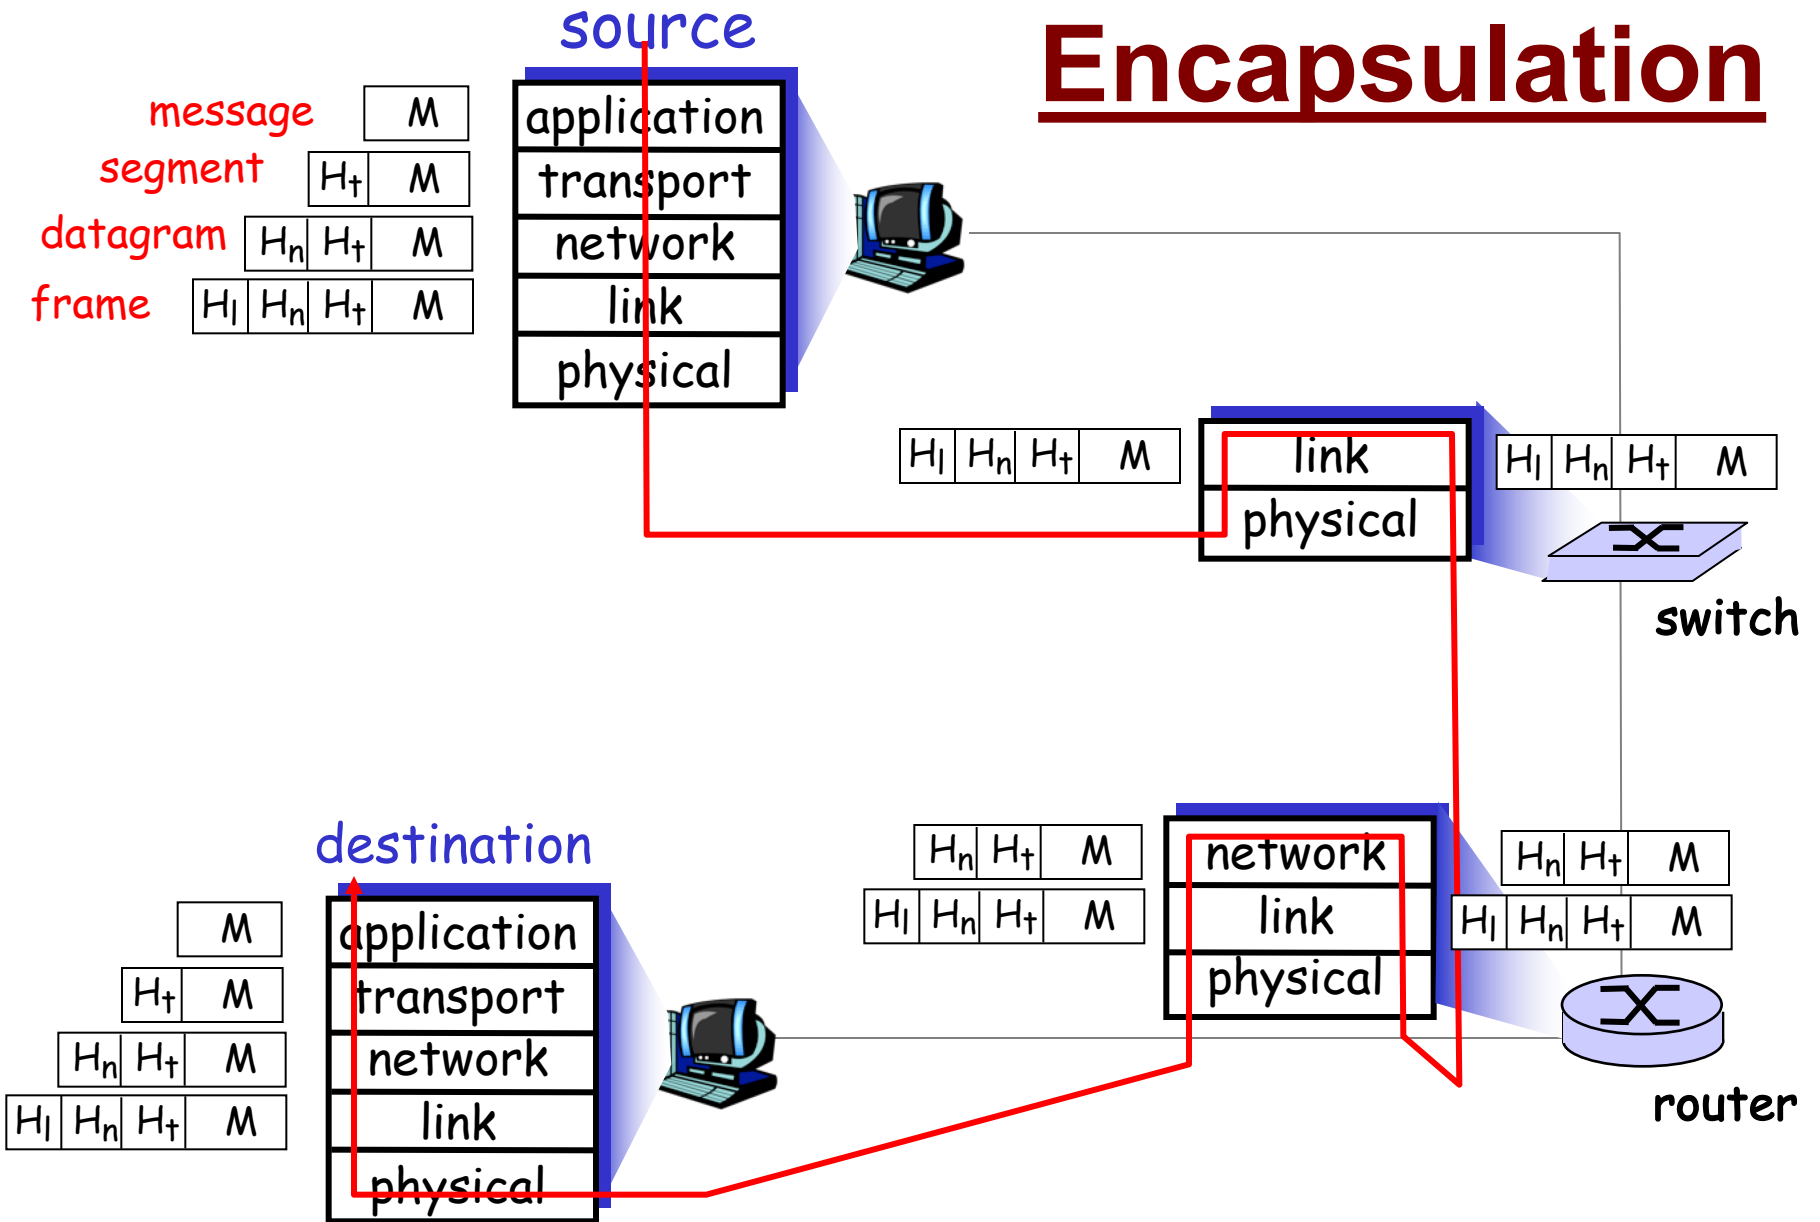 Encapsulation
source
message M
segment Ht M
datagram Hn Ht M
frame Hl Hn Ht M
application
transport
network
link
physical
Hl Hn Ht M
link
physical
Hl Hn Ht M
switch
Hn Ht M
Hl Hn Ht M
network
link
physical
Hn Ht M
Hl Hn Ht M
router
destination
M
Ht M
Hn Ht M
Hl Hn Ht M
application
transport
network
link
physical